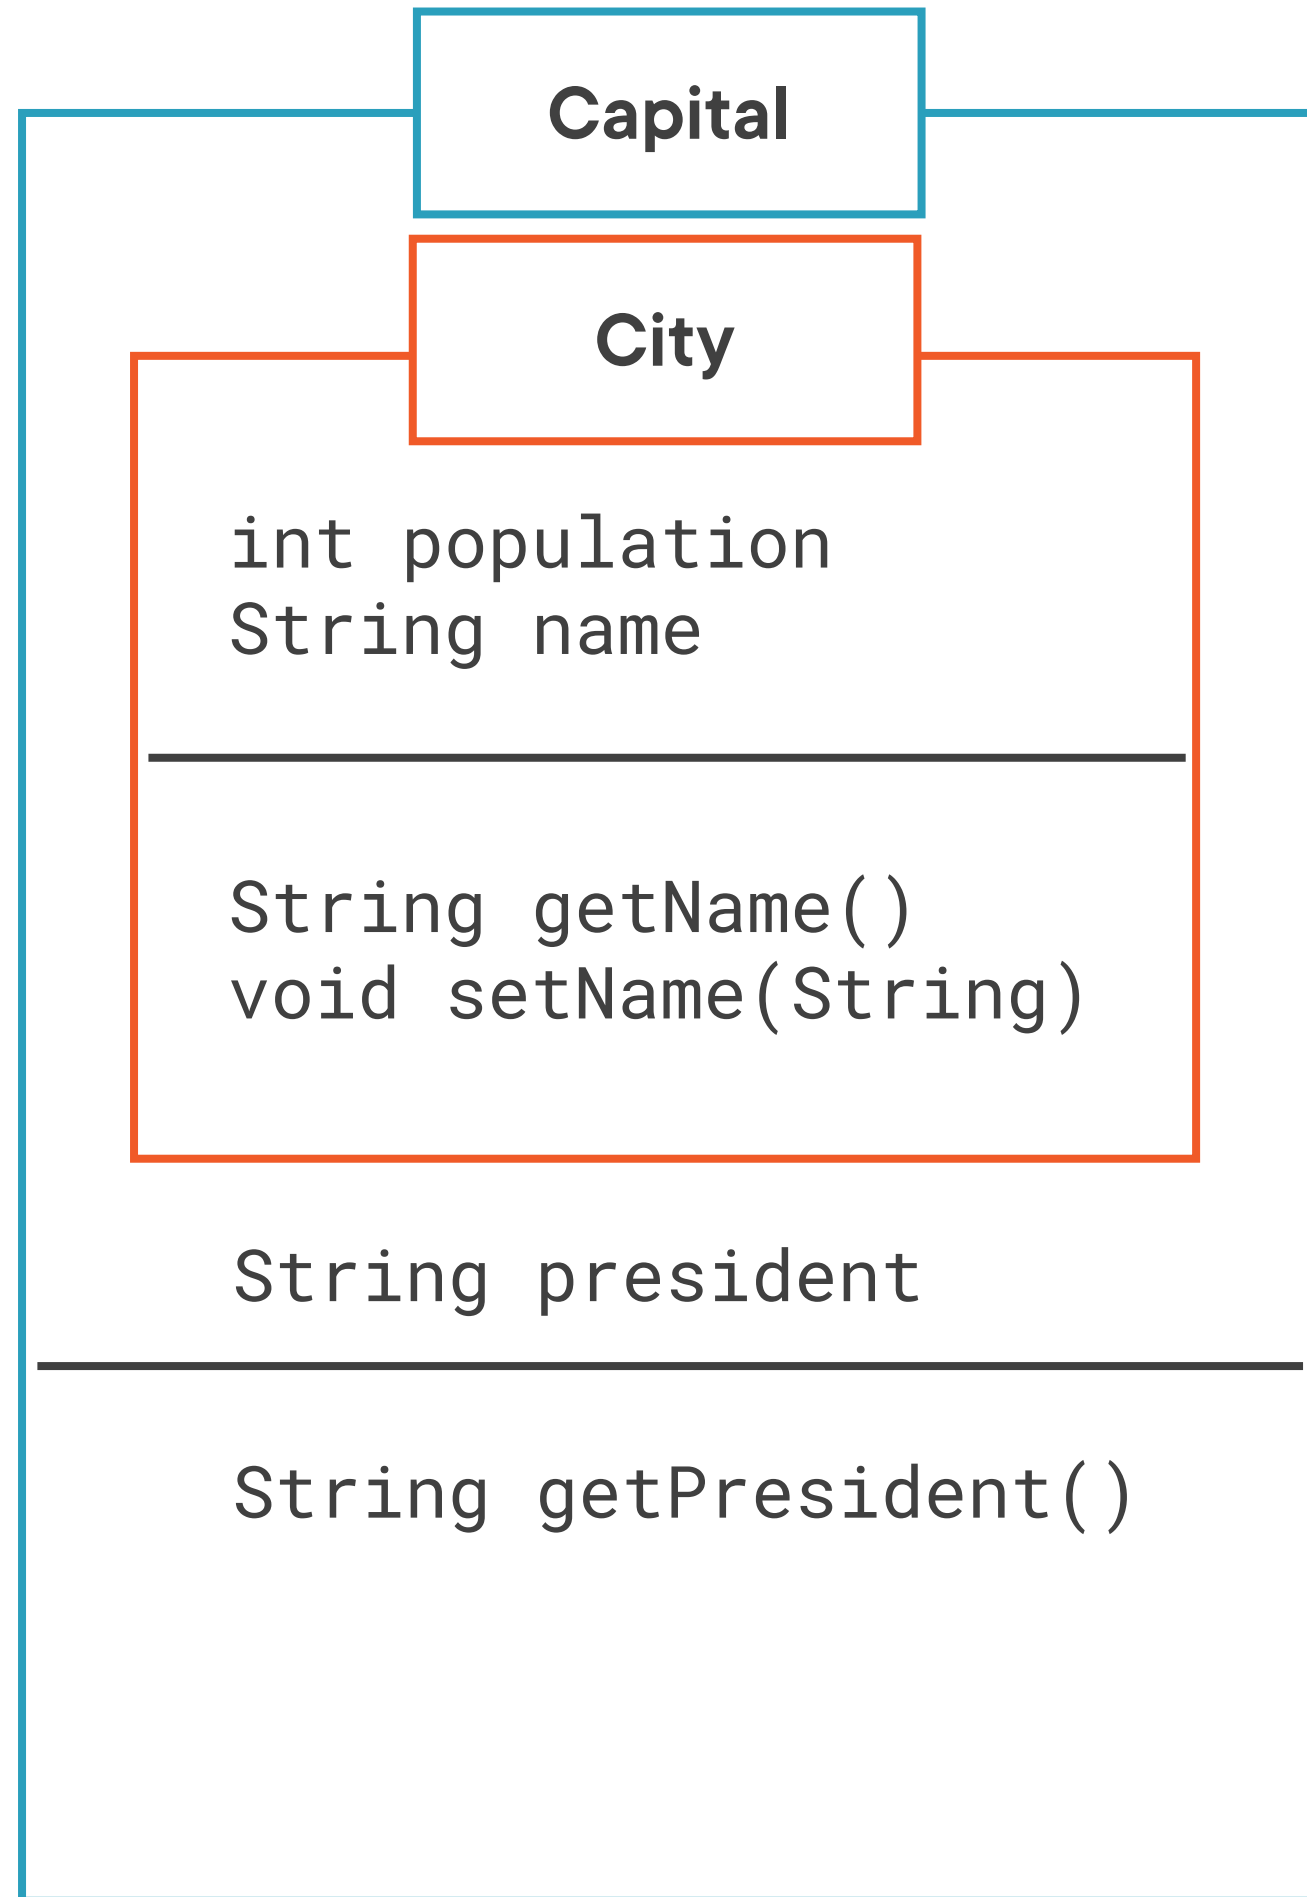 Capital
City
int population
String name
String getName()
void setName(String)
String president
String getPresident()